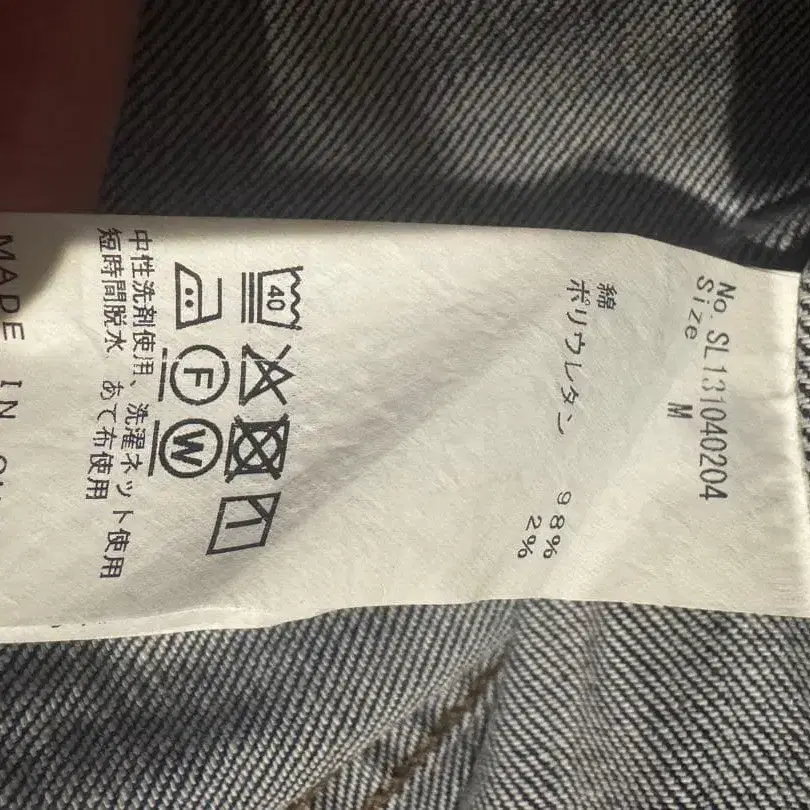 No. SL131040204
Size M
綿 98%
ポリウレタン 2%
40
F W
中性洗剤使用、洗濯ネット使用
短時間脱水、あて布使用
MADE IN